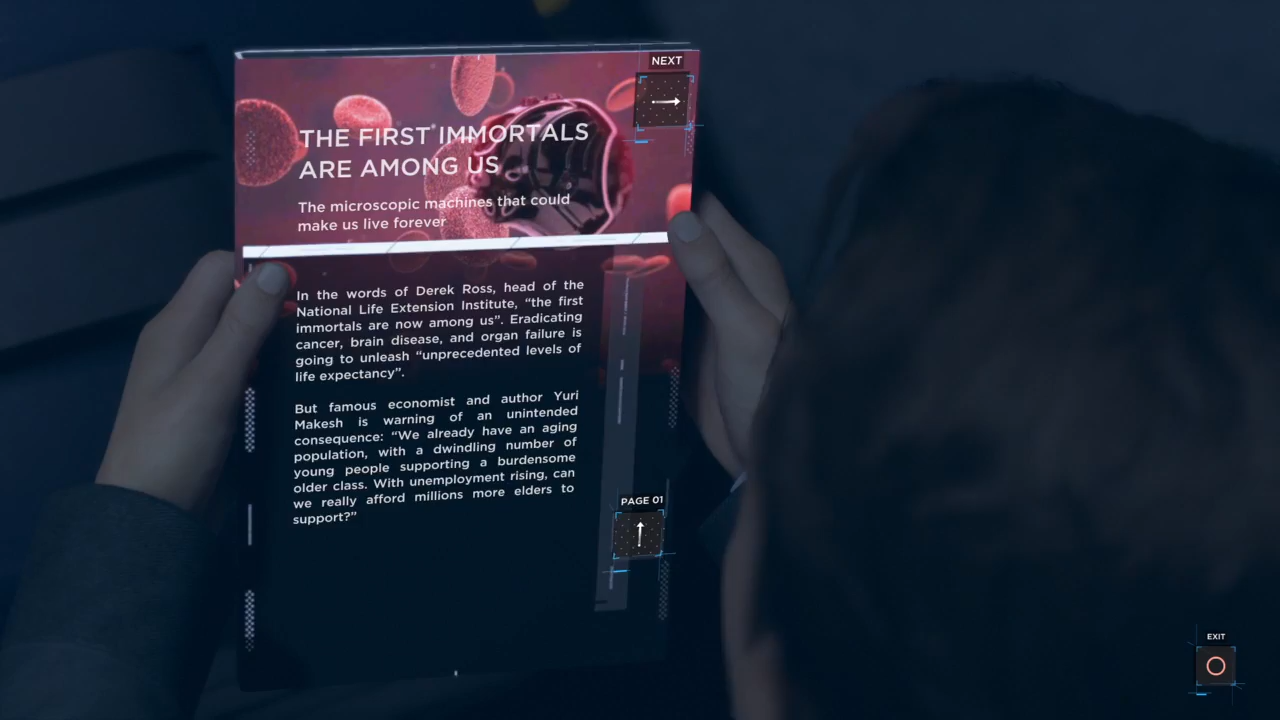 NEXT
THE FIRST IMMORTALS
ARE AMONG US
The microscopic machines that could
make us live forever
In the words of Derek Ross, head of the
National Life Extension Institute, “the first
immortals are now among us”. Eradicating
cancer, brain disease, and organ failure is
going to unleash “unprecedented levels of
life expectancy”.
But famous economist and author Yuri
Makesh is warning of an unintended
consequence: “We already have an aging
population, with a dwindling number of
young people supporting a burdensome
older class. With unemployment rising, can
we really afford millions more elders to
support?”
PAGE 01
EXIT